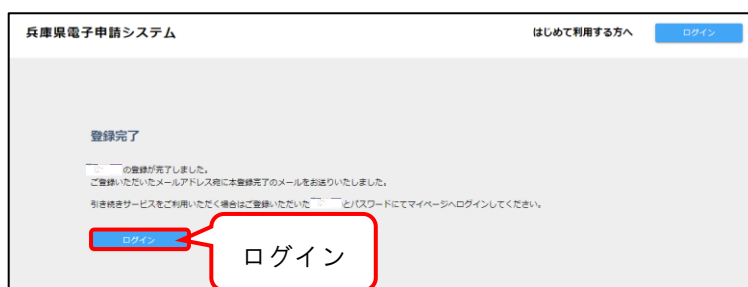 兵庫県電子申請システム
はじめて利用する方へ
ログイン
登録完了
の登録が完了しました。
ご登録いただいたメールアドレス宛に本登録完了のメールをお送りいたしました。
引き続きサービスをご利用いただく場合はご登録いただいた とパスワードにてマイページへログインしてください。
ログイン
ログイン